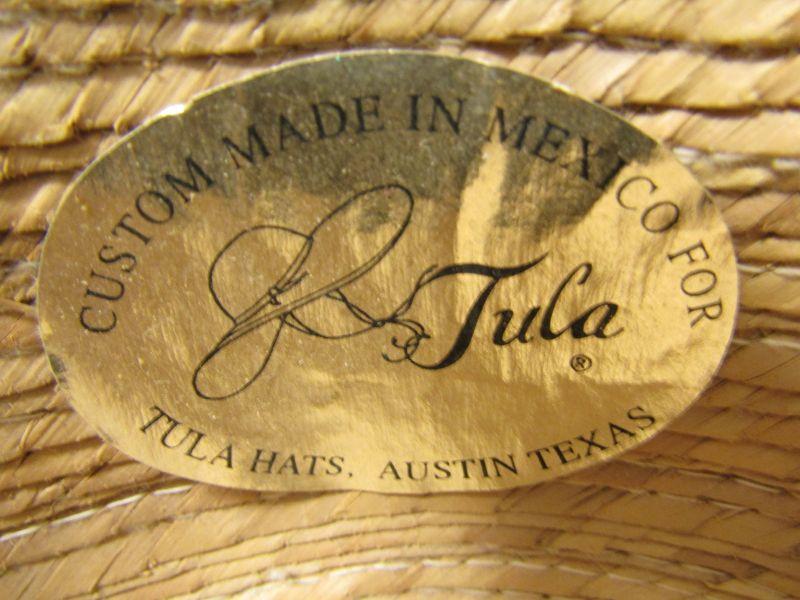 CUSTOM MADE IN MEXICO FOR
Tula®
TULA HATS. AUSTIN TEXAS